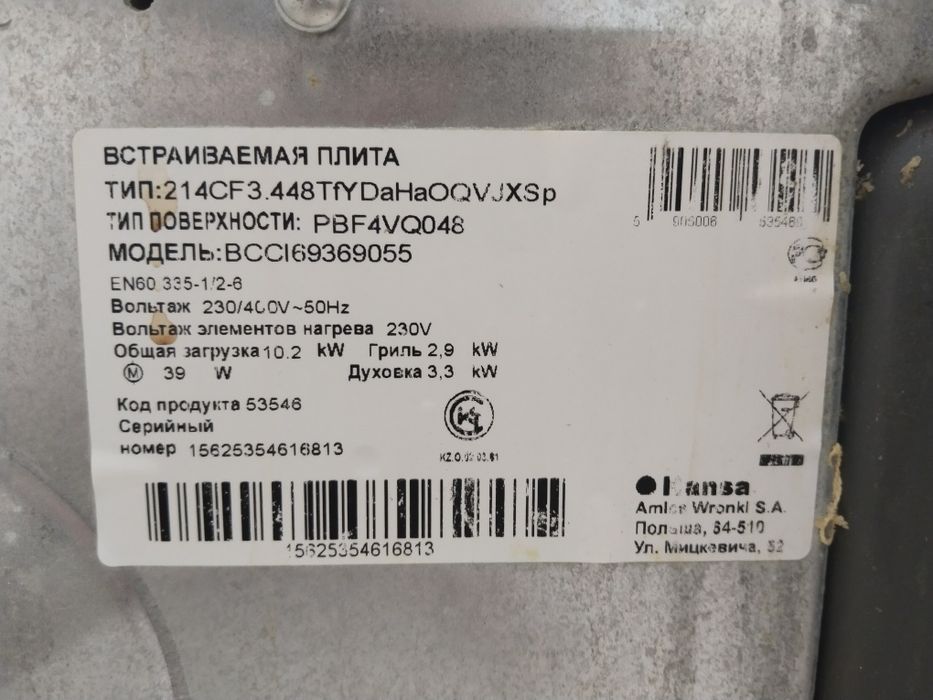 ВСТРАИВАЕМАЯ ПЛИТА
ТИП:214CF3.448TfYDaHaOQVJXSp
ТИП ПОВЕРХНОСТИ: PBF4VQ048
МОДЕЛЬ:BCCI69369055
EN60 335-1/2-6
Вольтаж 230/400V~50Hz
Вольтаж элементов нагрева 230V
Общая загрузка 10.2 kW Гриль 2,9 kW
M 39 W Духовка 3,3 kW
Код продукта 53546
Серийный
номер 15625354616813
15625354616813
Hansa
Amica Wronki S.A.
Польша, 64-510
Ул. Мицкевича, 52